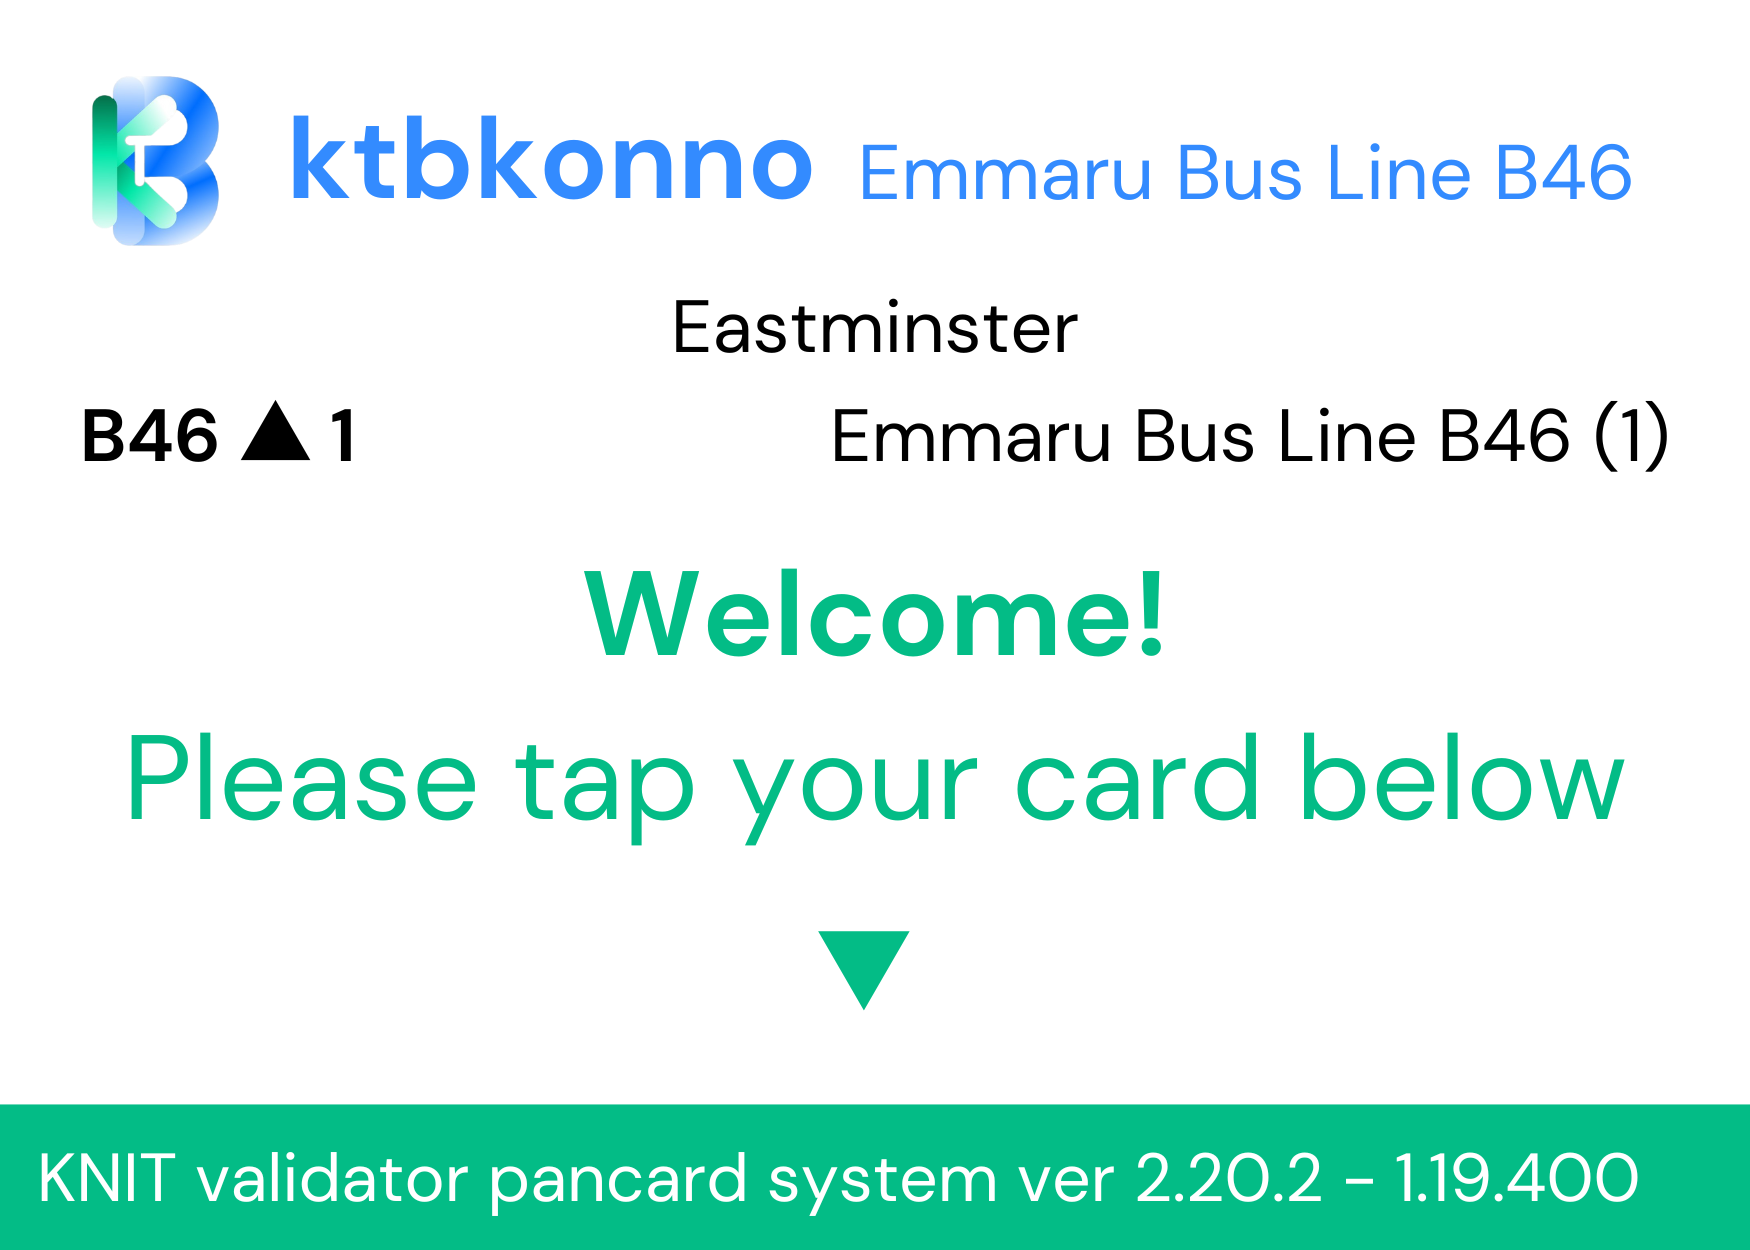 ktbkonno Emmaru Bus Line B46
Eastminster
B46 ▲ 1 Emmaru Bus Line B46 (1)
Welcome!
Please tap your card below
▼
KNIT validator pancard system ver 2.20.2 - 1.19.400